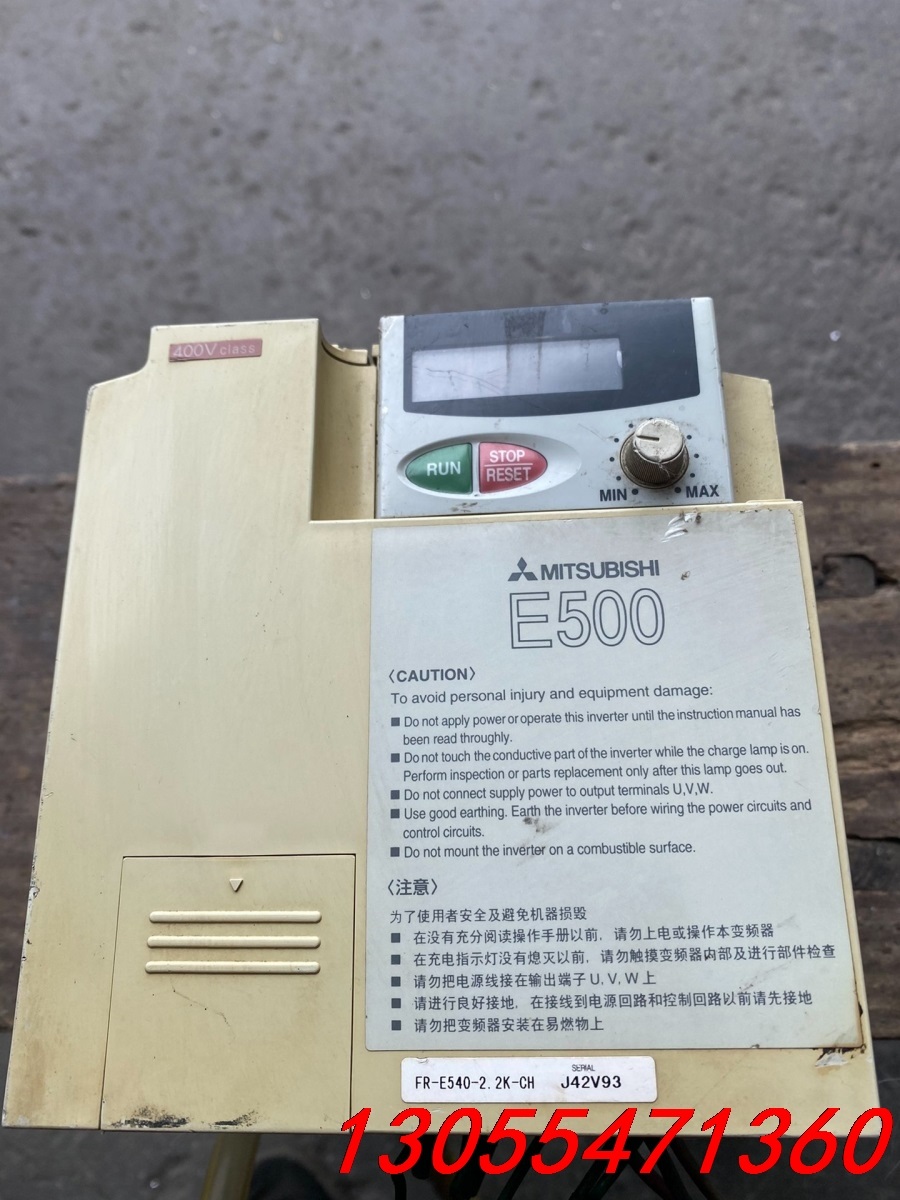 400V class
RUN
STOP
RESET
MIN
MAX
MITSUBISHI
E500
〈CAUTION〉
To avoid personal injury and equipment damage:
■ Do not apply power or operate this inverter until the instruction manual has
been read throughly.
■ Do not touch the conductive part of the inverter while the charge lamp is on.
Perform inspection or parts replacement only after this lamp goes out.
■ Do not connect supply power to output terminals U,V,W.
■ Use good earthing. Earth the inverter before wiring the power circuits and
control circuits.
■ Do not mount the inverter on a combustible surface.
〈注意〉
为了使用者安全及避免机器损毁
■ 在没有充分阅读操作手册以前, 请勿上电或操作本变频器
■ 在充电指示灯没有熄灭以前, 请勿触摸变频器内部及进行部件检查
■ 请勿把电源线接在输出端子 U, V, W 上
■ 请进行良好接地, 在接线到电源回路和控制回路以前请先接地
■ 请勿把变频器安装在易燃物上
FR-E540-2.2K-CH SERIAL J42V93
13055471360